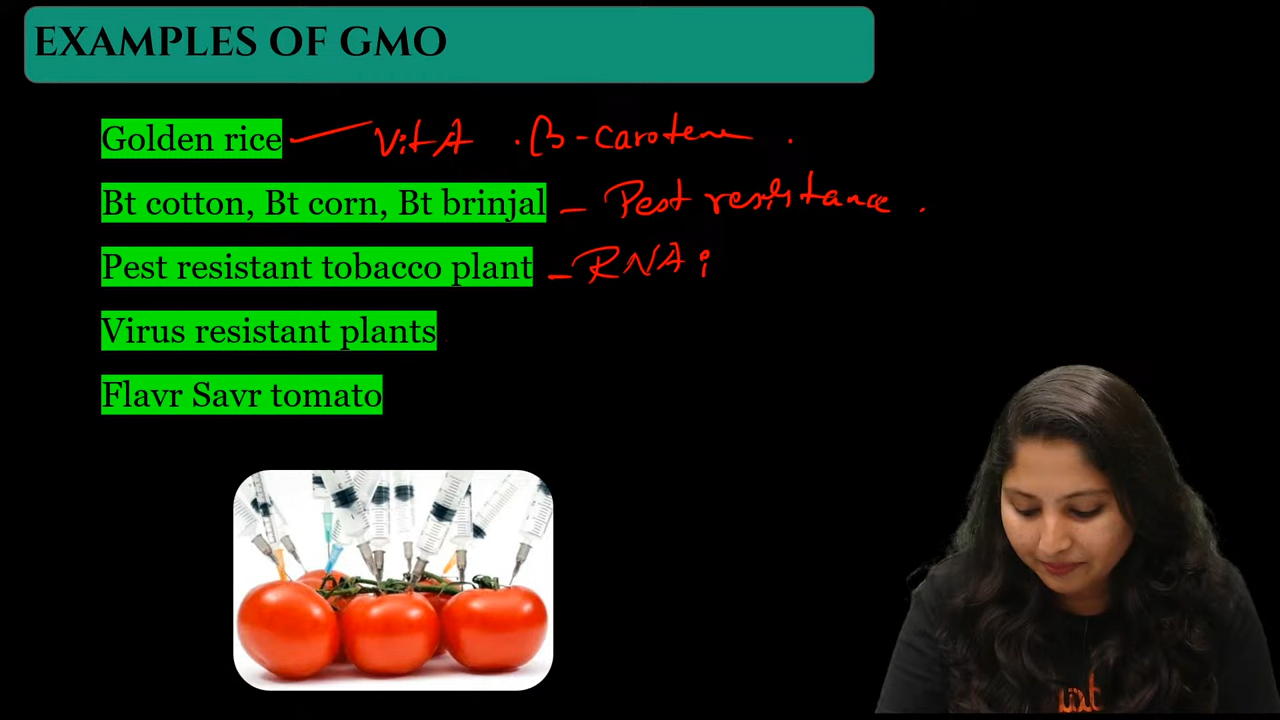 EXAMPLES OF GMO
Golden rice — Vit A . β-carotene .
Bt cotton, Bt corn, Bt brinjal – Pest resistance .
Pest resistant tobacco plant – RNAi
Virus resistant plants
Flavr Savr tomato